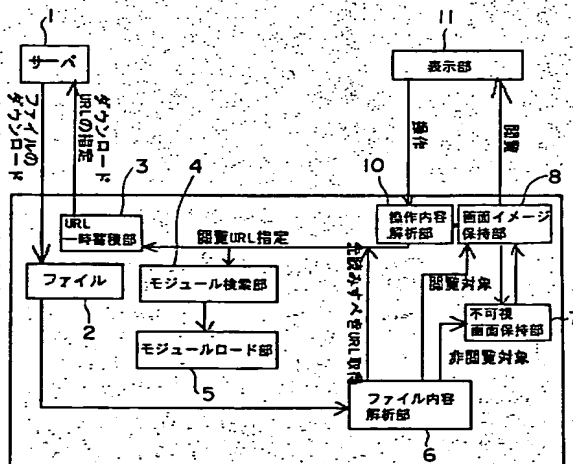 1
サーバ
11
表示部
ファイルの
ダウンロード
ダウンロード
URLの指定
操作
閲覧
3
4
10
8
URL
一時蓄積部
閲覧URL指定
操作内容
解析部
画面イメージ
保持部
ファイル
2
モジュール検索部
モジュールロード部
5
先読みすべきURL取得
閲覧対象
不可視
画面保持部
7
非閲覧対象
ファイル内容
解析部
6